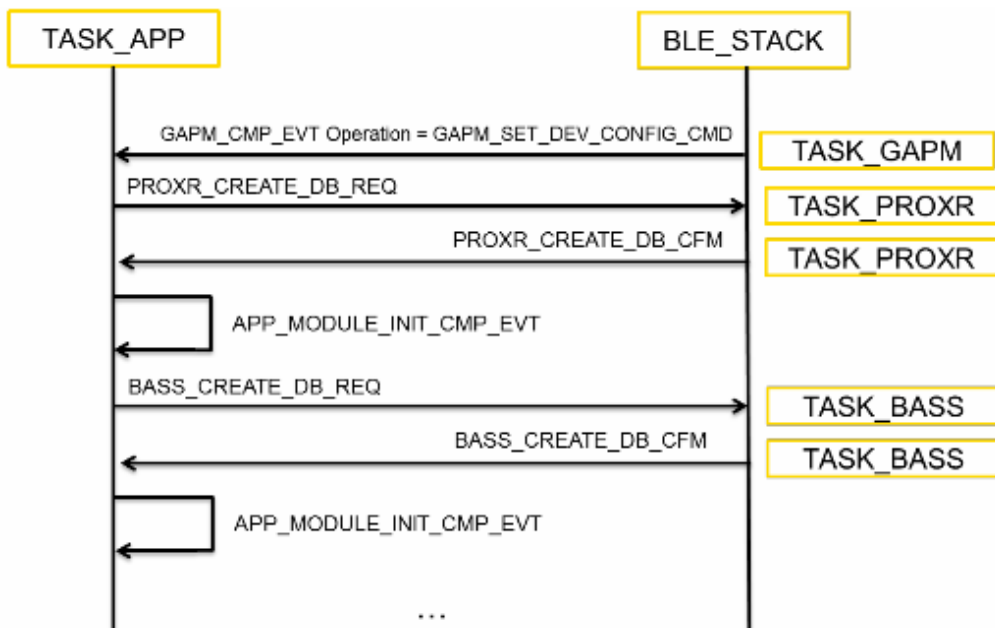 TASK_APP
BLE_STACK
GAPM_CMP_EVT Operation = GAPM_SET_DEV_CONFIG_CMD
TASK_GAPM
PROXR_CREATE_DB_REQ
TASK_PROXR
PROXR_CREATE_DB_CFM
TASK_PROXR
APP_MODULE_INIT_CMP_EVT
BASS_CREATE_DB_REQ
TASK_BASS
BASS_CREATE_DB_CFM
TASK_BASS
APP_MODULE_INIT_CMP_EVT
...